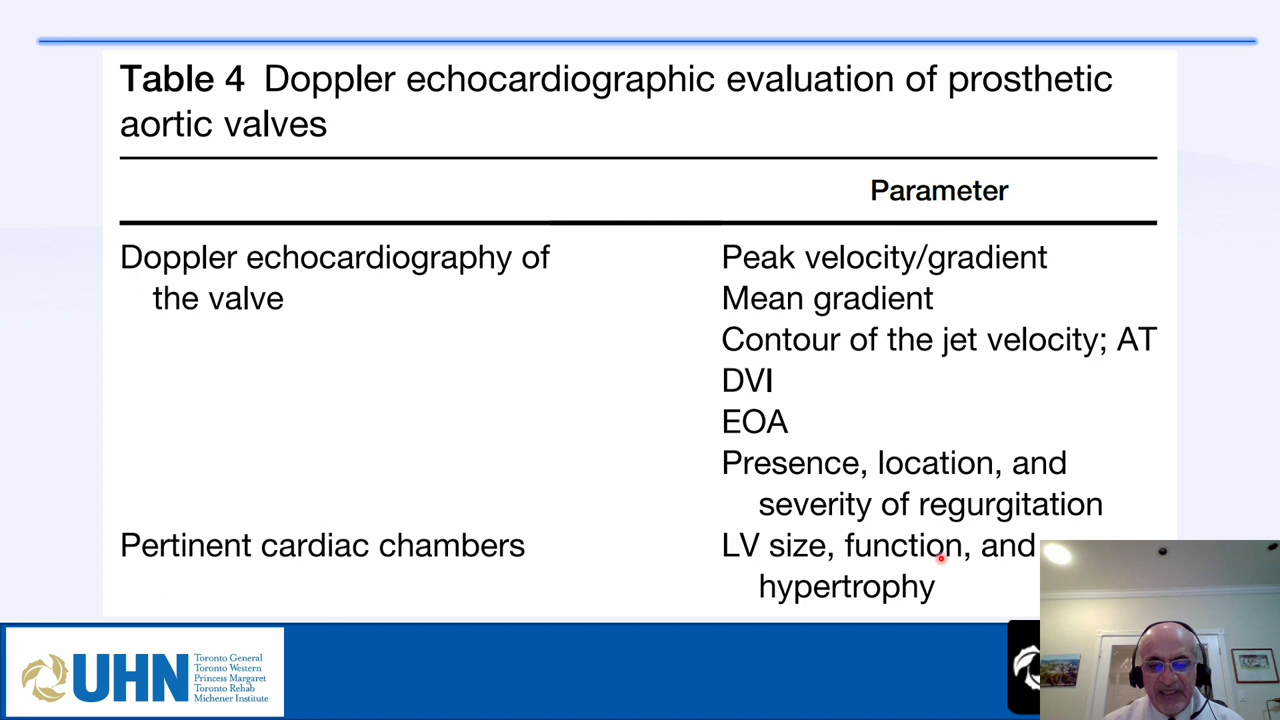 Table 4 Doppler echocardiographic evaluation of prosthetic
aortic valves
Parameter
Doppler echocardiography of
the valve
Peak velocity/gradient
Mean gradient
Contour of the jet velocity; AT
DVI
EOA
Presence, location, and
severity of regurgitation
Pertinent cardiac chambers
LV size, function, and
hypertrophy
UHN
Toronto General
Toronto Western
Princess Margaret
Toronto Rehab
Michener Institute